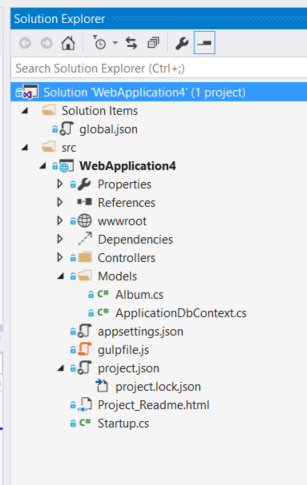 Solution Explorer
Search Solution Explorer (Ctrl+;)
Solution 'WebApplication4' (1 project)
Solution Items
global.json
src
WebApplication4
Properties
References
wwwroot
Dependencies
Controllers
Models
C# Album.cs
C# ApplicationDbContext.cs
appsettings.json
gulpfile.js
project.json
project.lock.json
Project_Readme.html
C# Startup.cs